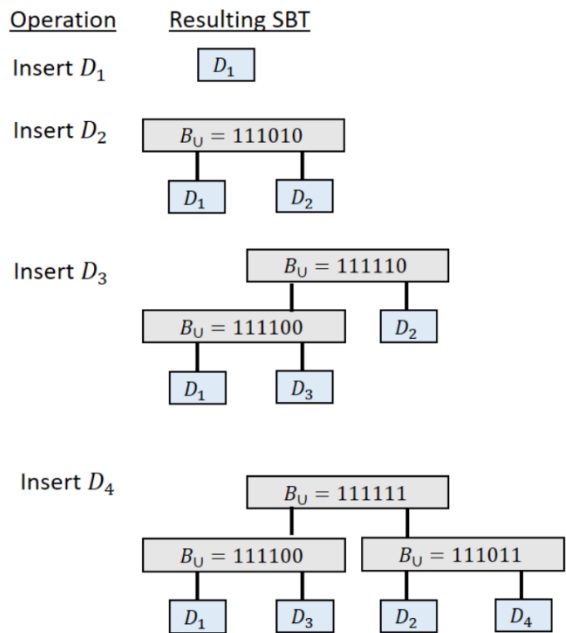 Operation Resulting SBT
Insert D₁
D₁
Insert D₂
B∪ = 111010
D₁ D₂
Insert D₃
B∪ = 111110
B∪ = 111100 D₂
D₁ D₃
Insert D₄
B∪ = 111111
B∪ = 111100 B∪ = 111011
D₁ D₃ D₂ D₄